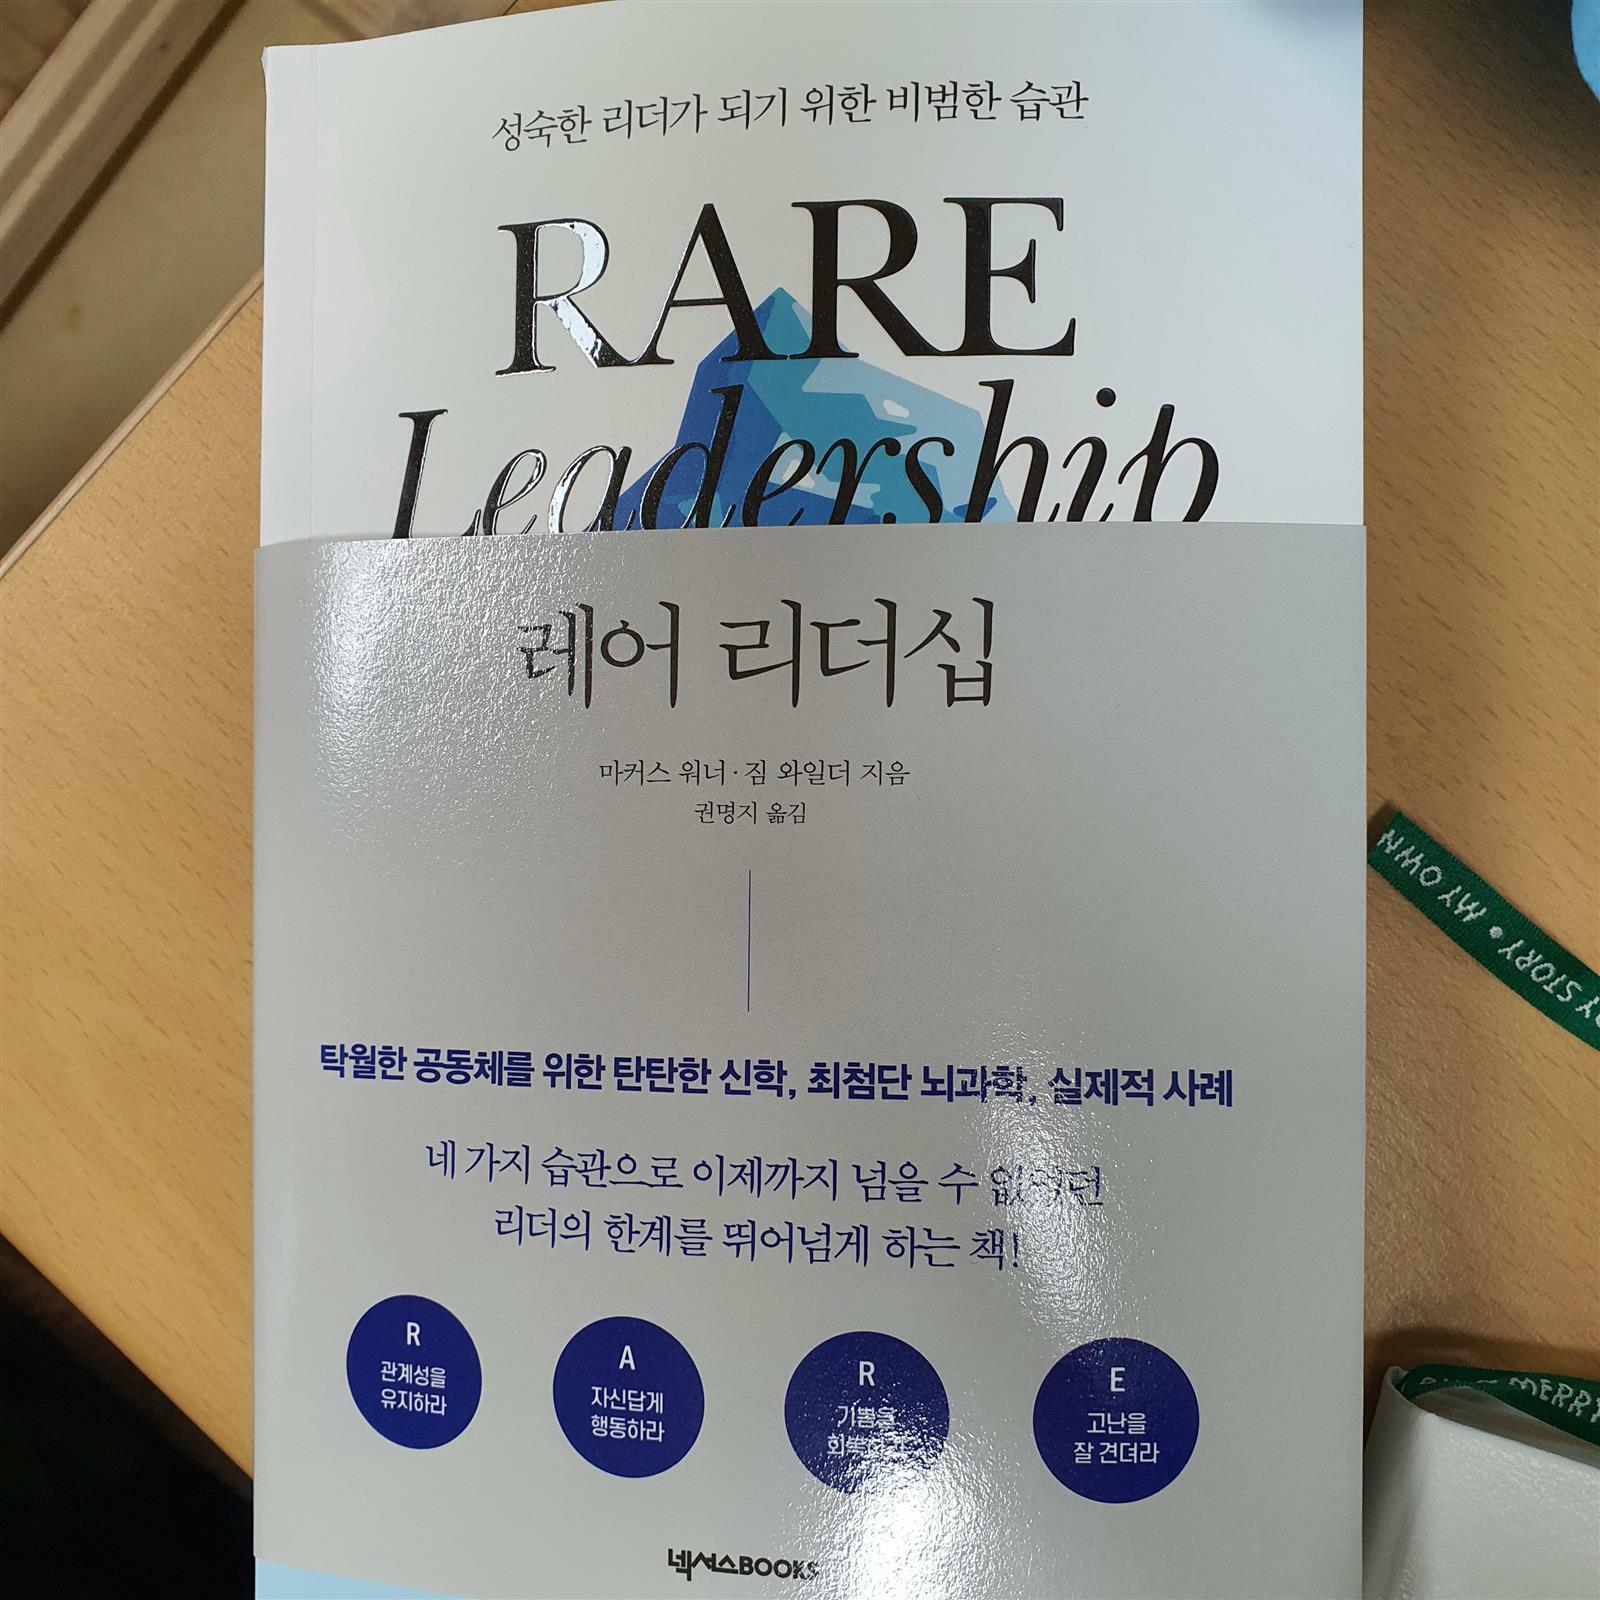 성숙한 리더가 되기 위한 비범한 습관
RARE
Leadership
레어 리더십
마커스 워너·짐 와일더 지음
권명지 옮김
탁월한 공동체를 위한 탄탄한 신학, 최첨단 뇌과학, 실제적 사례
네 가지 습관으로 이제까지 넘을 수 없었던
리더의 한계를 뛰어넘게 하는 책!
R
관계성을
유지하라
A
자신답게
행동하라
R
기쁨을
E
고난을
잘 견뎌라
넥서스BOOKS
STORY • MY OWN
MERRY